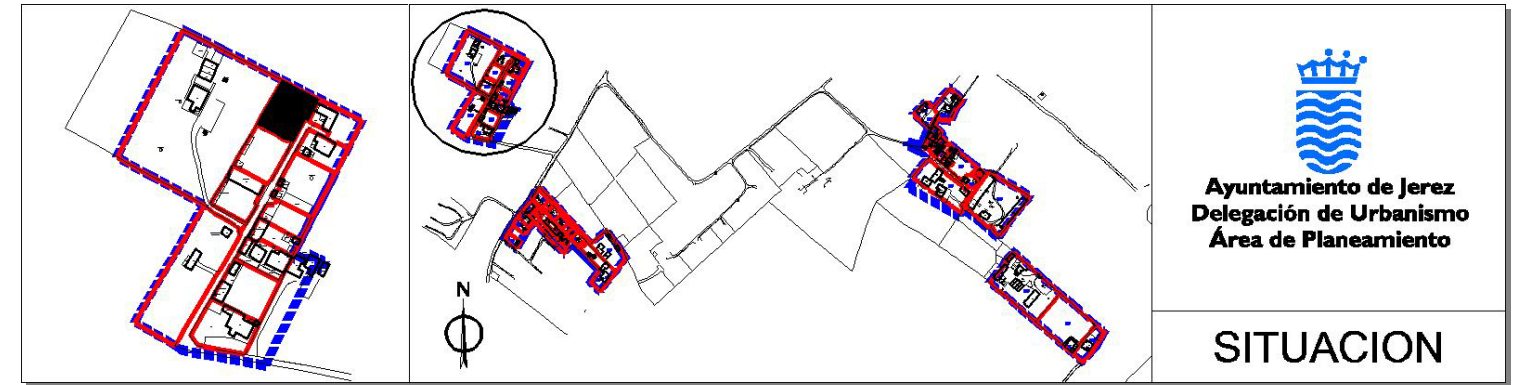 N
Ayuntamiento de Jerez
Delegación de Urbanismo
Área de Planeamiento
SITUACION